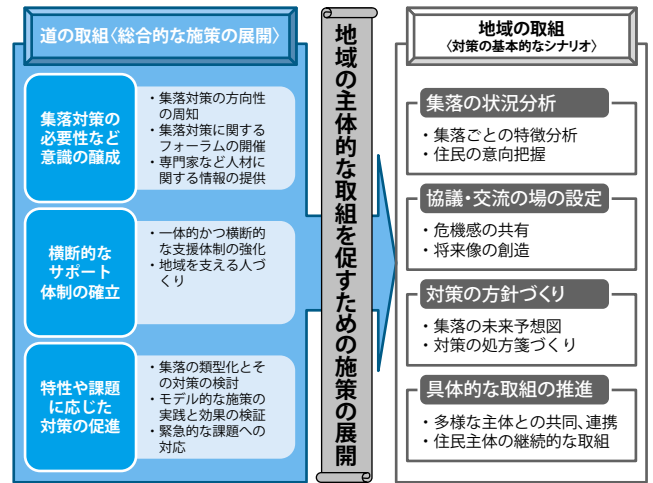 道の取組〈総合的な施策の展開〉
集落対策の
必要性など
意識の醸成
・集落対策の方向性
の周知
・集落対策に関する
フォーラムの開催
・専門家など人材に
関する情報の提供
横断的な
サポート
体制の確立
・一体的かつ横断的
な支援体制の強化
・地域を支える人づ
くり
特性や課題
に応じた
対策の促進
・集落の類型化とそ
の対策の検討
・モデル的な施策の
実践と効果の検証
・緊急的な課題への
対応
地域の主体的な取組を促すための施策の展開
地域の取組
〈対策の基本的なシナリオ〉
集落の状況分析
・集落ごとの特徴分析
・住民の意向把握
協議・交流の場の設定
・危機感の共有
・将来像の創造
対策の方針づくり
・集落の未来予想図
・対策の処方箋づくり
具体的な取組の推進
・多様な主体との共同、連携
・住民主体の継続的な取組